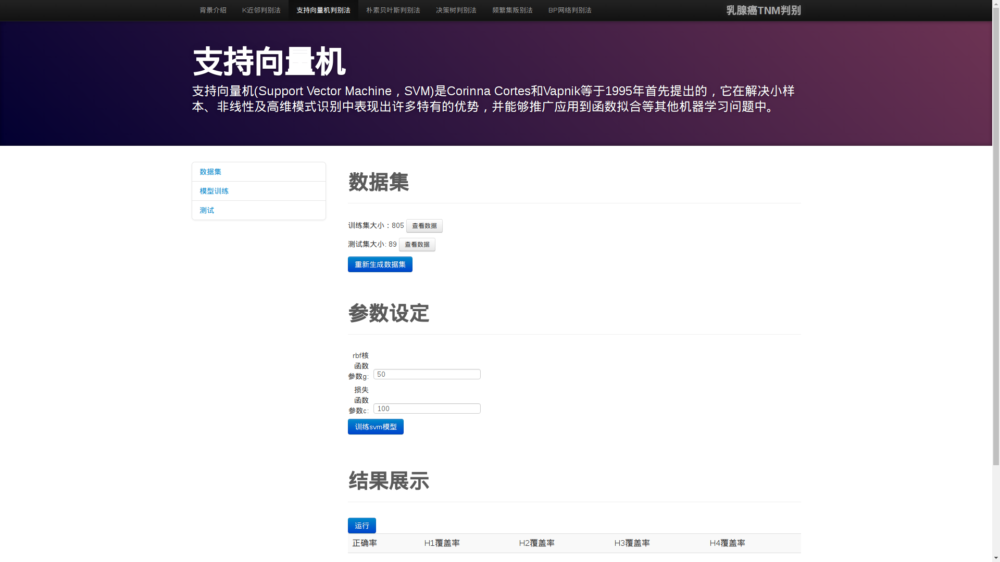 背景介绍 K近邻判别法 支持向量机判别法 朴素贝叶斯判别法 决策树判别法 频繁集叛别法 BP网络判别法 乳腺癌TNM判别
支持向量机
支持向量机(Support Vector Machine，SVM)是Corinna Cortes和Vapnik等于1995年首先提出的，它在解决小样
本、非线性及高维模式识别中表现出许多特有的优势，并能够推广应用到函数拟合等其他机器学习问题中。
数据集
模型训练
测试
数据集
训练集大小：805 查看数据
测试集大小: 89 查看数据
重新生成数据集
参数设定
rbf核
函数
参数g: 50
损失
函数
参数c: 100
训练svm模型
结果展示
运行
正确率 H1覆盖率 H2覆盖率 H3覆盖率 H4覆盖率